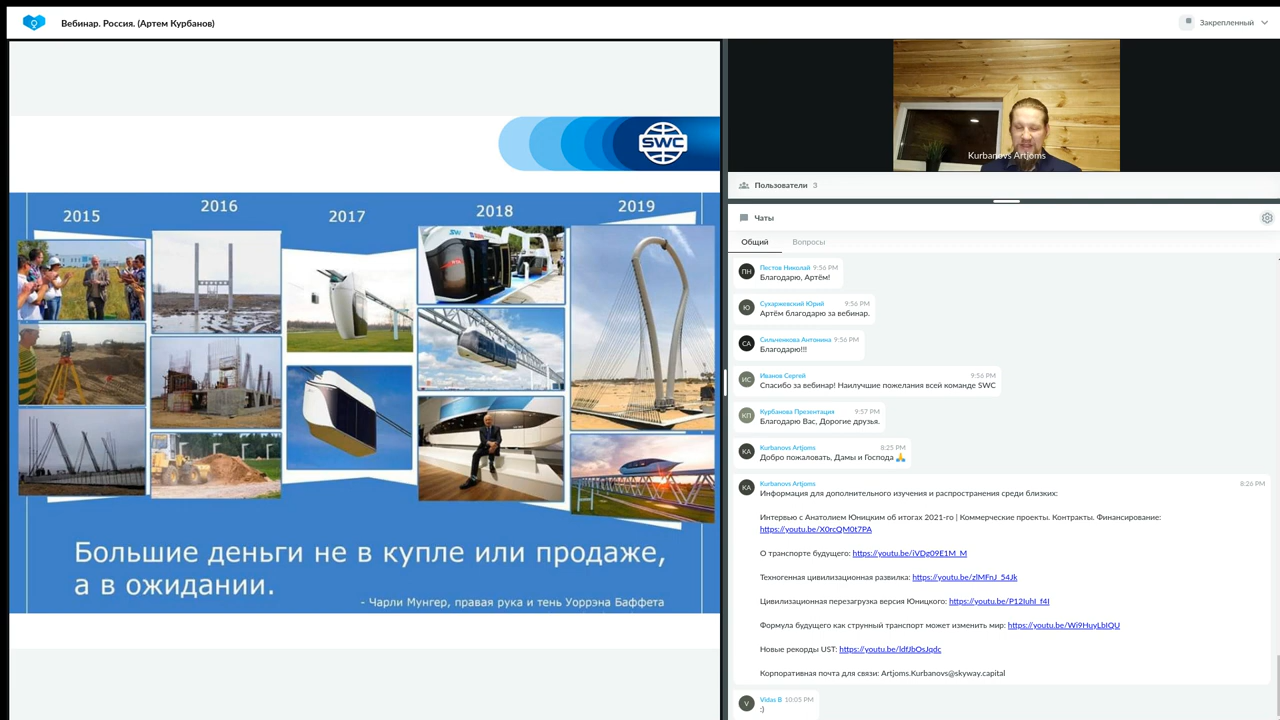 Вебинар. Россия. (Артем Курбанов)
Закрепленный
SWC
2015
2016
2017
2018
2019
Большие деньги не в купле или продаже,
а в ожидании.
- Чарли Мунгер, правая рука и тень Уоррэна Баффета
Kurbanovs Artjoms
Пользователи 3
Чаты
Общий
Вопросы
ПН
Пестов Николай 9:56 PM
Благодарю, Артём!
Ю
Сухаржевский Юрий 9:56 PM
Артём благодарю за вебинар.
СА
Сильченкова Антонина 9:56 PM
Благодарю!!!
ИС
Иванов Сергей 9:56 PM
Спасибо за вебинар! Наилучшие пожелания всей команде SWC
КП
Курбанова Презентация 9:57 PM
Благодарю Вас, Дорогие друзья.
KA
Kurbanovs Artjoms 8:25 PM
Добро пожаловать, Дамы и Господа 🙏
KA
Kurbanovs Artjoms 8:26 PM
Информация для дополнительного изучения и распространения среди близких:
Интервью с Анатолием Юницким об итогах 2021-го | Коммерческие проекты. Контракты. Финансирование:
https://youtu.be/X0rcQM0t7PA
О транспорте будущего: https://youtu.be/iVDg09E1M_M
Техногенная цивилизационная развилка: https://youtu.be/zlMFnJ_54Jk
Цивилизационная перезагрузка версия Юницкого: https://youtu.be/P12IuhI_f4I
Формула будущего как струнный транспорт может изменить мир: https://youtu.be/Wi9HuyLbIQU
Новые рекорды UST: https://youtu.be/ldfJbOsJqdc
Корпоративная почта для связи: Artjoms.Kurbanovs@skyway.capital
V
Vidas B 10:05 PM
:)